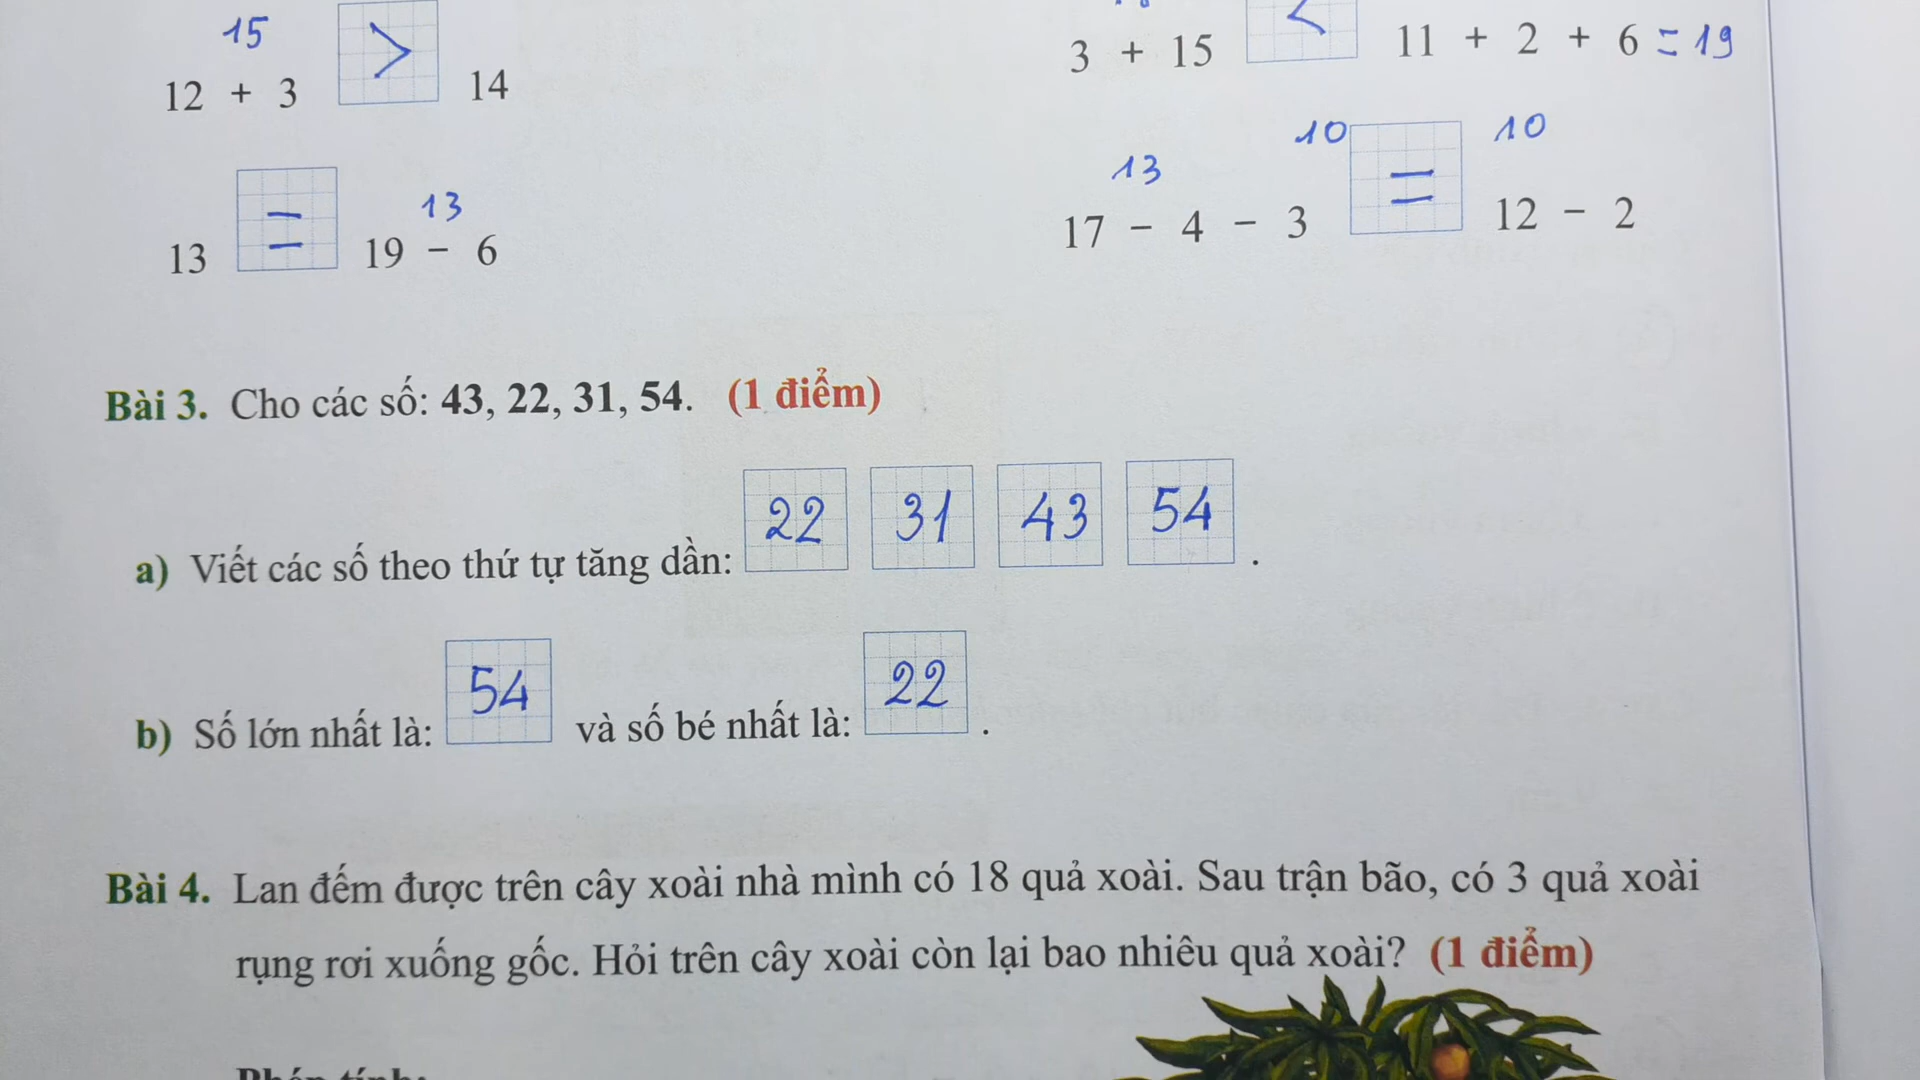 15
12 + 3 > 14
3 + 15 < 11 + 2 + 6 = 19
13
13 = 19 - 6
13 10 10
17 - 4 - 3 = 12 - 2
Bài 3. Cho các số: 43, 22, 31, 54. (1 điểm)
a) Viết các số theo thứ tự tăng dần: 22 31 43 54 .
b) Số lớn nhất là: 54 và số bé nhất là: 22 .
Bài 4. Lan đếm được trên cây xoài nhà mình có 18 quả xoài. Sau trận bão, có 3 quả xoài
rụng rơi xuống gốc. Hỏi trên cây xoài còn lại bao nhiêu quả xoài? (1 điểm)